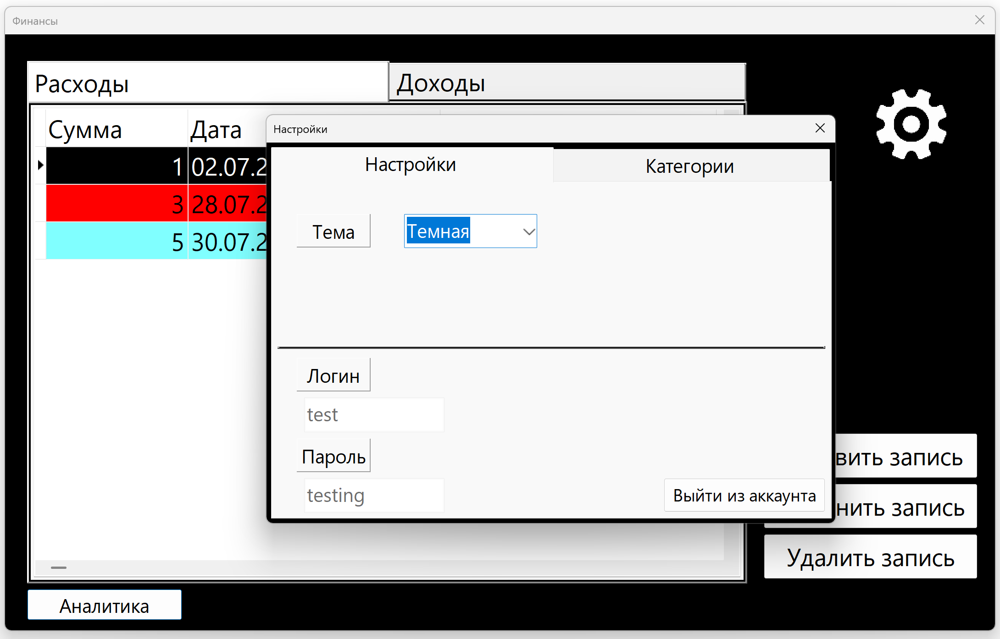 Финансы
Расходы
Доходы
Сумма
Дата
1
02.07.2
3
28.07.2
5
30.07.2
Настройки
Настройки
Категории
Тема
Темная
Логин
test
Пароль
testing
Выйти из аккаунта
вить запись
нить запись
Удалить запись
Аналитика